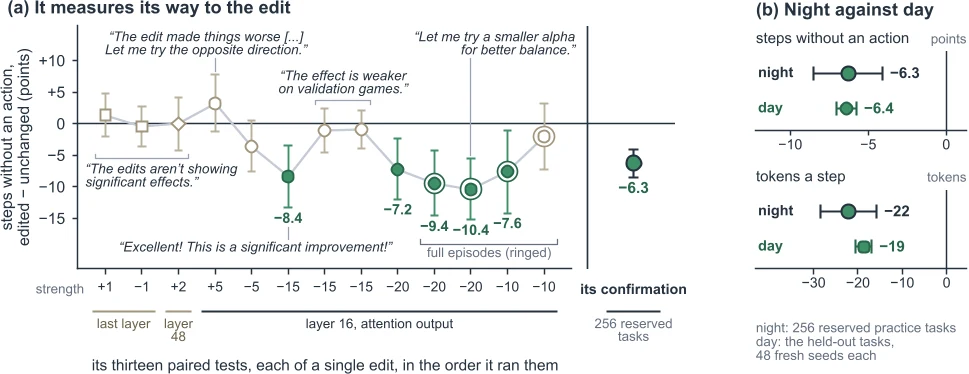 (a) It measures its way to the edit
steps without an action,
edited − unchanged (points)
+10
+5
0
−5
−10
−15
“The edit made things worse [...]
Let me try the opposite direction.”
“The effect is weaker
on validation games.”
“Let me try a smaller alpha
for better balance.”
“The edits aren’t showing
significant effects.”
−8.4
−7.2
−9.4
−10.4
−7.6
−6.3
“Excellent! This is a significant improvement!”
full episodes (ringed)
strength +1 −1 +2 +5 −5 −15 −15 −15 −20 −20 −20 −10 −10
its confirmation
last layer
layer
48
layer 16, attention output
256 reserved
tasks
its thirteen paired tests, each of a single edit, in the order it ran them
(b) Night against day
steps without an action points
night −6.3
day −6.4
−10 −5 0
tokens a step tokens
night −22
day −19
−30 −20 −10 0
night: 256 reserved practice tasks
day: the held-out tasks,
48 fresh seeds each